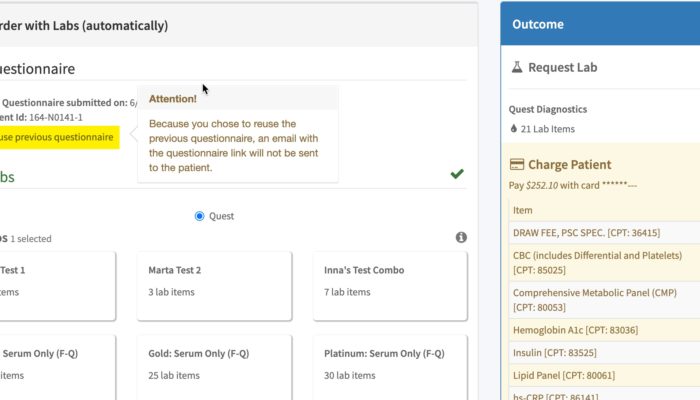 rder with Labs (automatically)
uestionnaire
Questionnaire submitted on: 6/
ent Id: 164-N0141-1
use previous questionnaire
Attention!
Because you chose to reuse the
previous questionnaire, an email with
the questionnaire link will not be sent
to the patient.
bs
Quest
os 1 selected
Test 1
tems
Marta Test 2
3 lab items
Inna's Test Combo
7 lab items
Serum Only (F-Q)
items
Gold: Serum Only (F-Q)
25 lab items
Platinum: Serum Only (F-Q)
30 lab items
Outcome
Request Lab
Quest Diagnostics
21 Lab Items
Charge Patient
Pay $252.10 with card ******---
Item
DRAW FEE, PSC SPEC. [CPT: 36415]
CBC (includes Differential and Platelets)
[CPT: 85025]
Comprehensive Metabolic Panel (CMP)
[CPT: 80053]
Hemoglobin A1c [CPT: 83036]
Insulin [CPT: 83525]
Lipid Panel [CPT: 80061]
hs-CRP [CPT: 86141]